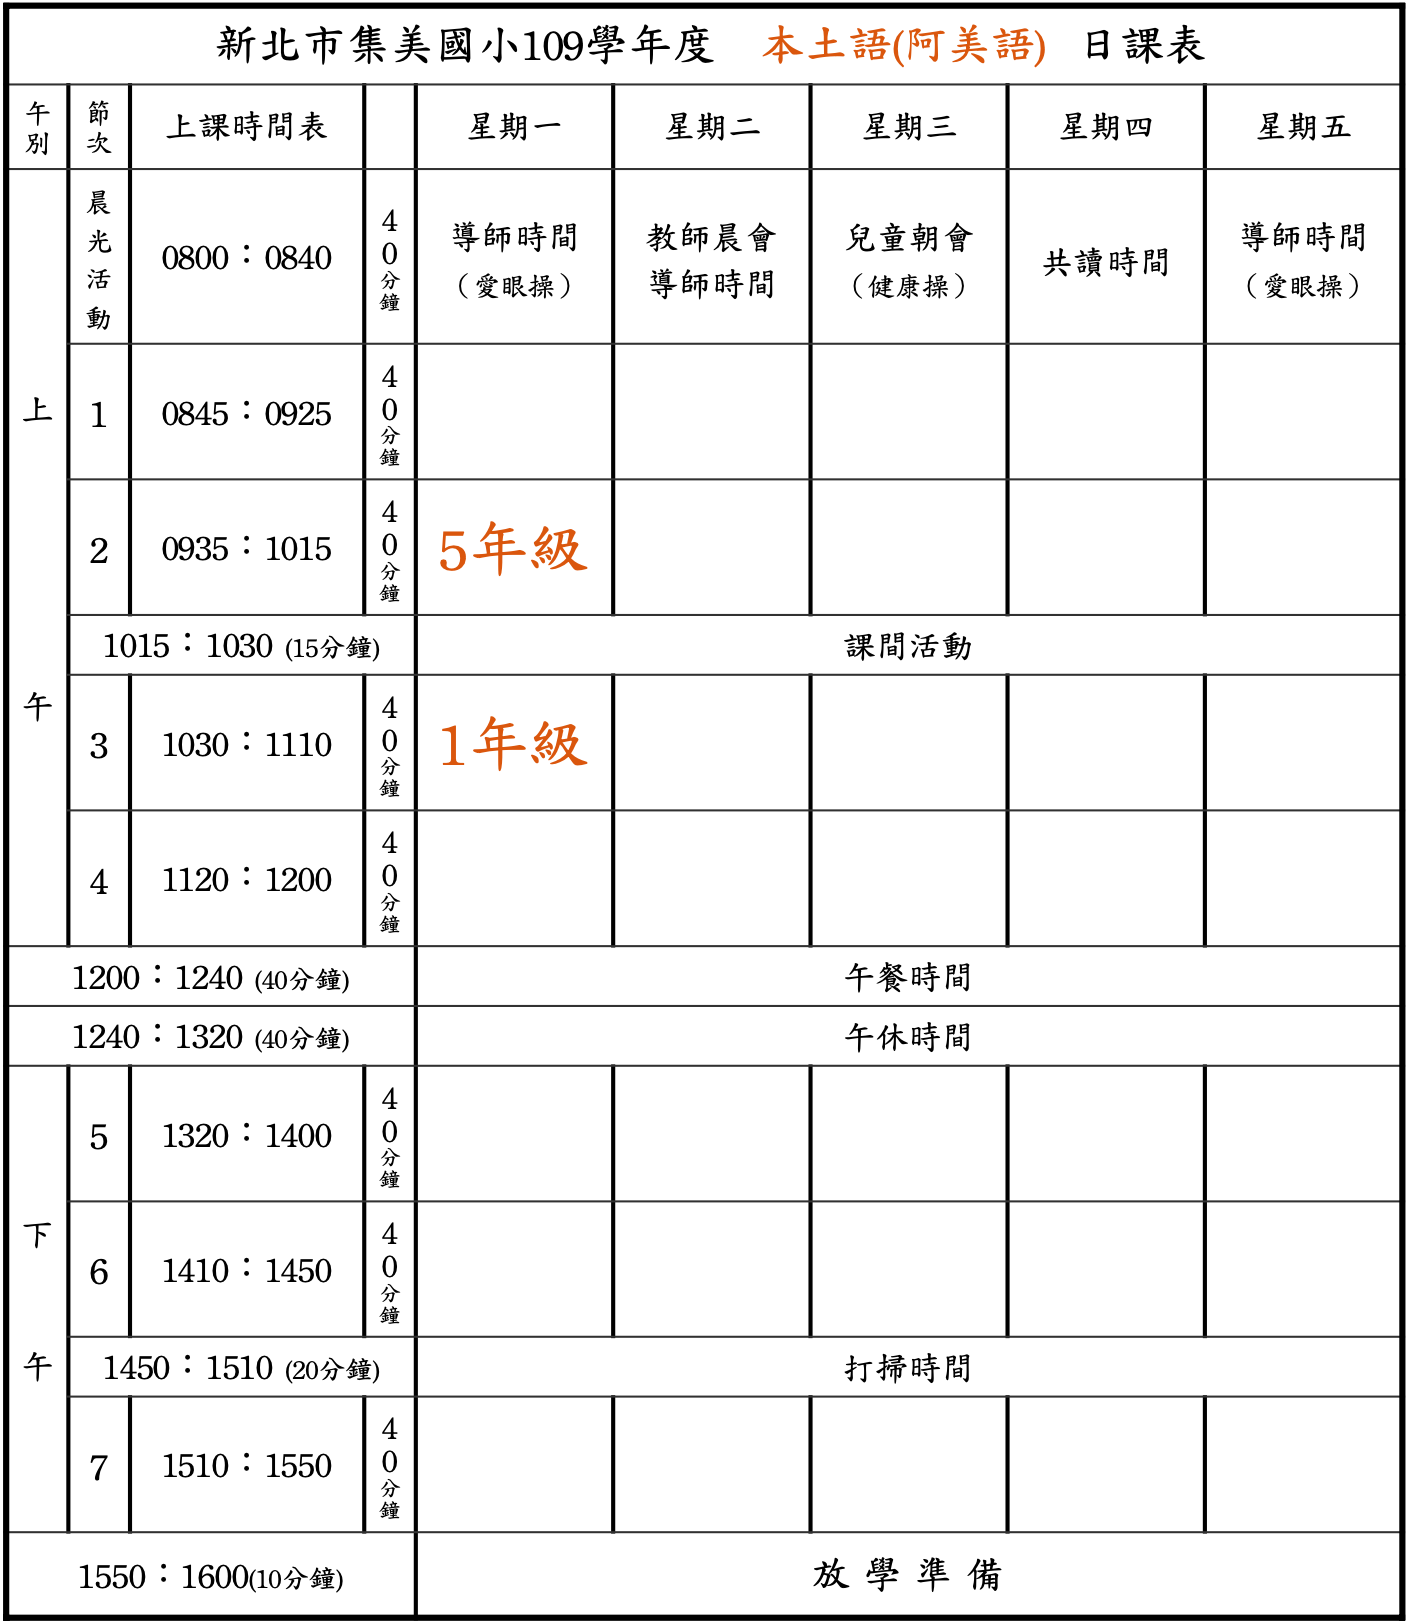 新北市集美國小109學年度 本土語(阿美語) 日課表
午別 節次 上課時間表 星期一 星期二 星期三 星期四 星期五
上午
晨光活動 0800：0840 40分鐘 導師時間（愛眼操） 教師晨會導師時間 兒童朝會（健康操） 共讀時間 導師時間（愛眼操）
1 0845：0925 40分鐘
2 0935：1015 40分鐘 5年級
1015：1030 (15分鐘) 課間活動
3 1030：1110 40分鐘 1年級
4 1120：1200 40分鐘
1200：1240 (40分鐘) 午餐時間
1240：1320 (40分鐘) 午休時間
下午
5 1320：1400 40分鐘
6 1410：1450 40分鐘
1450：1510 (20分鐘) 打掃時間
7 1510：1550 40分鐘
1550：1600(10分鐘) 放學準備